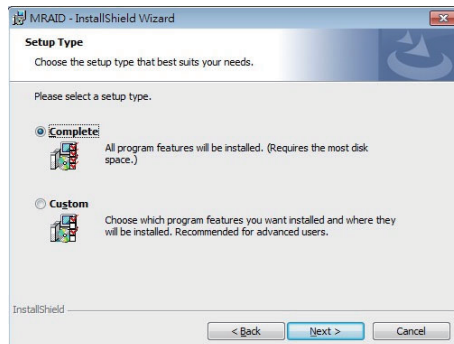 MRAID - InstallShield Wizard
Setup Type
Choose the setup type that best suits your needs.
Please select a setup type.
Complete
All program features will be installed. (Requires the most disk
space.)
Custom
Choose which program features you want installed and where they
will be installed. Recommended for advanced users.
InstallShield
< Back
Next >
Cancel